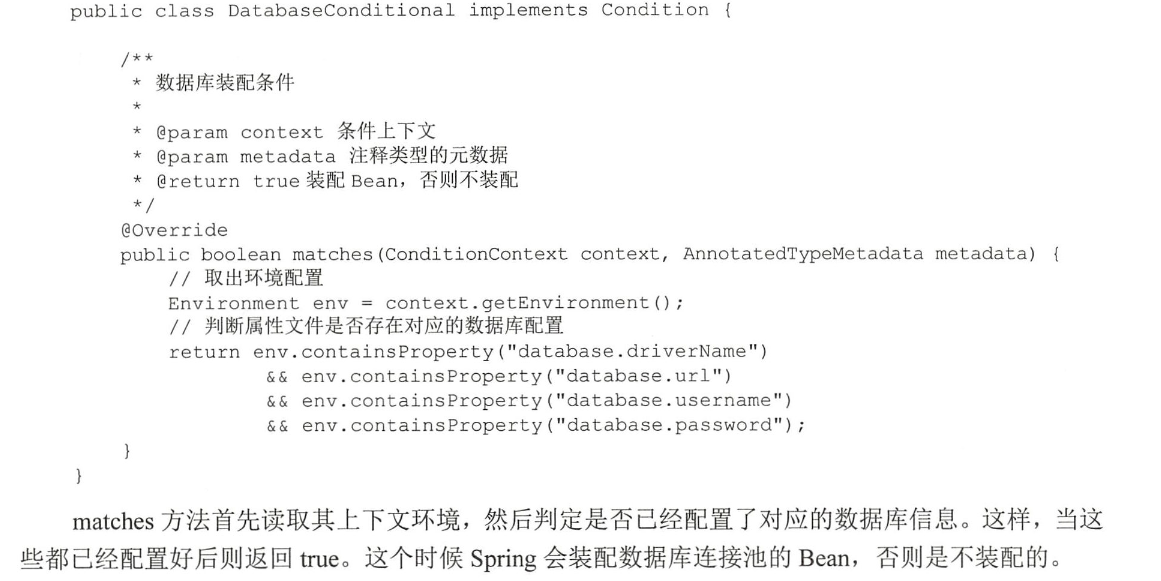 public class DatabaseConditional implements Condition {
/**
* 数据库装配条件
*
* @param context 条件上下文
* @param metadata 注释类型的元数据
* @return true 装配 Bean，否则不装配
*/
@Override
public boolean matches(ConditionContext context, AnnotatedTypeMetadata metadata) {
// 取出环境配置
Environment env = context.getEnvironment();
// 判断属性文件是否存在对应的数据库配置
return env.containsProperty("database.driverName")
&& env.containsProperty("database.url")
&& env.containsProperty("database.username")
&& env.containsProperty("database.password");
}
}
matches 方法首先读取其上下文环境，然后判定是否已经配置了对应的数据库信息。这样，当这
些都已经配置好后则返回 true。这个时候 Spring 会装配数据库连接池的 Bean，否则是不装配的。